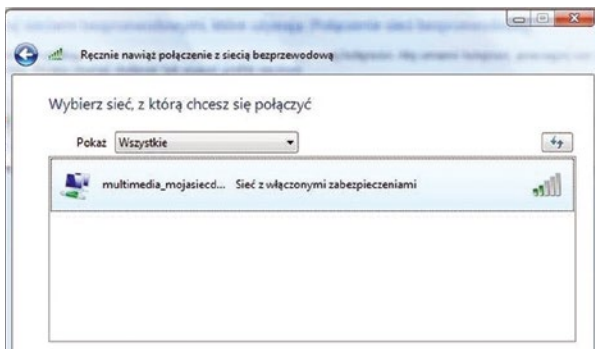 Ręcznie nawiąż połączenie z siecią bezprzewodową
Wybierz sieć, z którą chcesz się połączyć
Pokaż Wszystkie
multimedia_mojasiecd... Sieć z włączonymi zabezpieczeniami